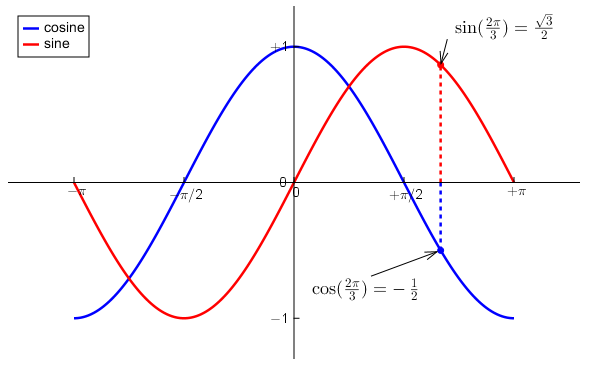 cosine
sine
sin(2π/3) = √3/2
+1
0
−π
−π/2
0
+π/2
+π
cos(2π/3) = − 1/2
−1